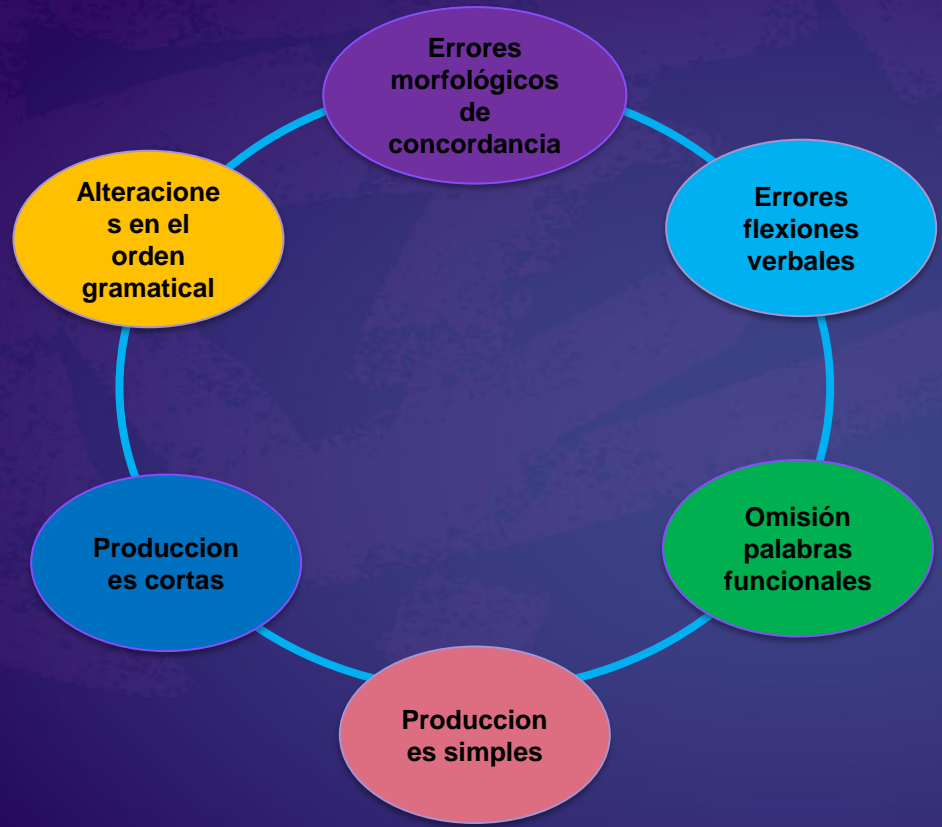 Errores
morfológicos
de
concordancia
Errores
flexiones
verbales
Omisión
palabras
funcionales
Produccion
es simples
Produccion
es cortas
Alteracione
s en el
orden
gramatical